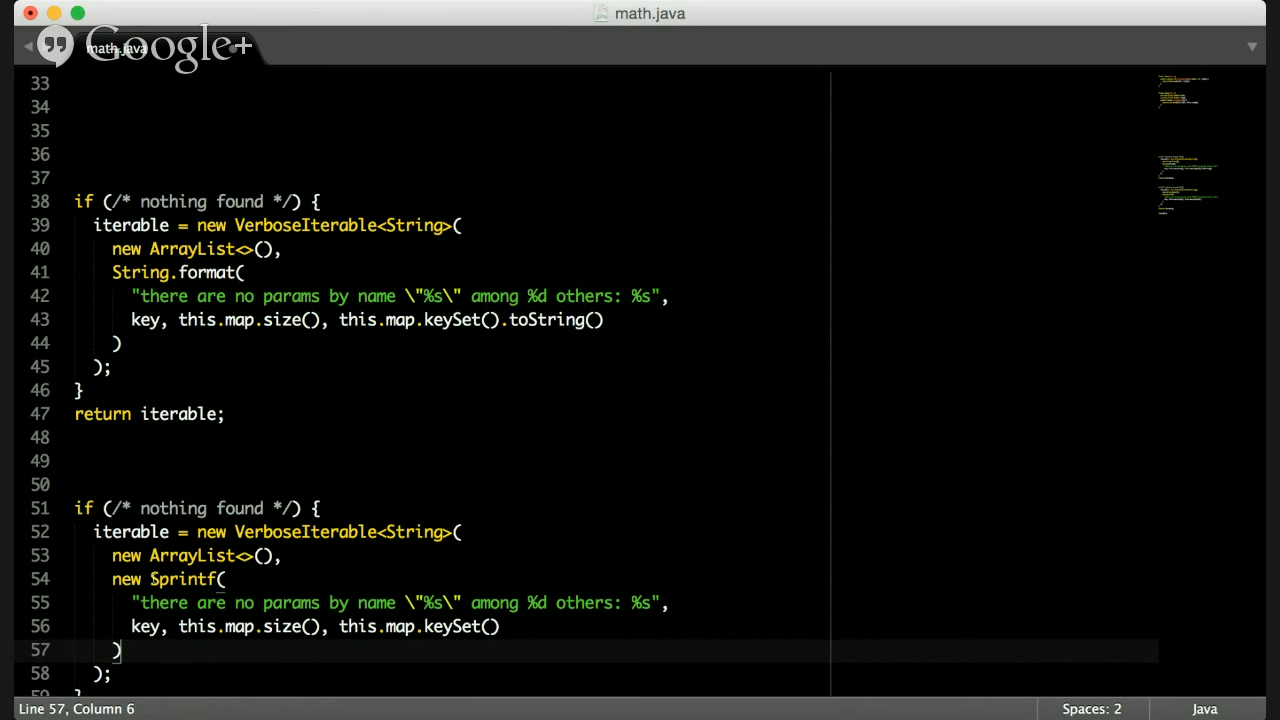 math.java
Google+
math.java
33
34
35
36
37
38 if (/* nothing found */) {
39 iterable = new VerboseIterable<String>(
40 new ArrayList<>(),
41 String.format(
42 "there are no params by name \"%s\" among %d others: %s",
43 key, this.map.size(), this.map.keySet().toString()
44 )
45 );
46 }
47 return iterable;
48
49
50
51 if (/* nothing found */) {
52 iterable = new VerboseIterable<String>(
53 new ArrayList<>(),
54 new Sprintf(
55 "there are no params by name \"%s\" among %d others: %s",
56 key, this.map.size(), this.map.keySet()
57 )
58 );
59 }
Line 57, Column 6
Spaces: 2
Java